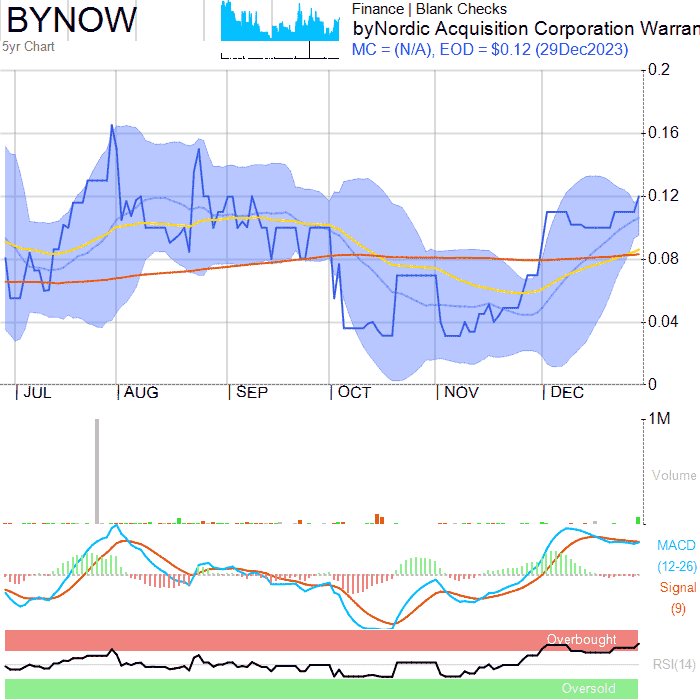 BYNOW
5yr Chart
Finance | Blank Checks
byNordic Acquisition Corporation Warran
MC = (N/A), EOD = $0.12 (29Dec2023)
0.2
0.16
0.12
0.08
0.04
0
JUL AUG SEP OCT NOV DEC
1M
Volume
MACD
(12-26)
Signal
(9)
Overbought
RSI(14)
Oversold